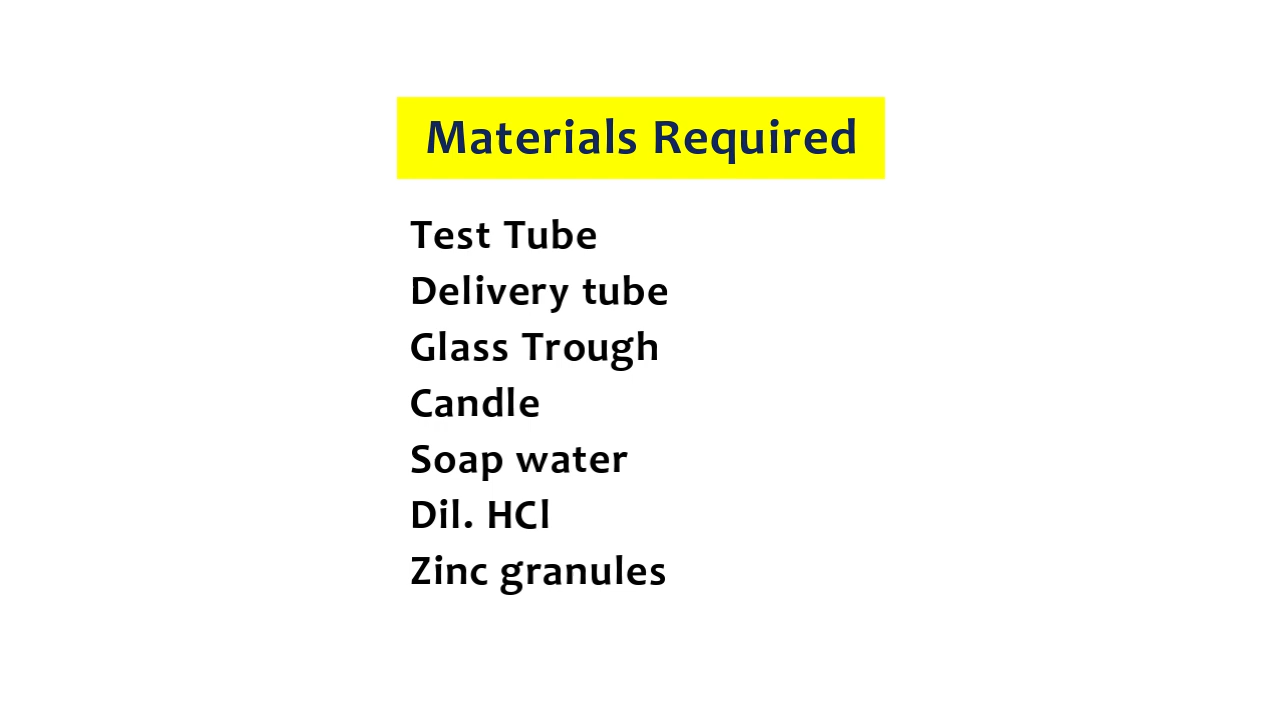 Materials Required
Test Tube
Delivery tube
Glass Trough
Candle
Soap water
Dil. HCl
Zinc granules